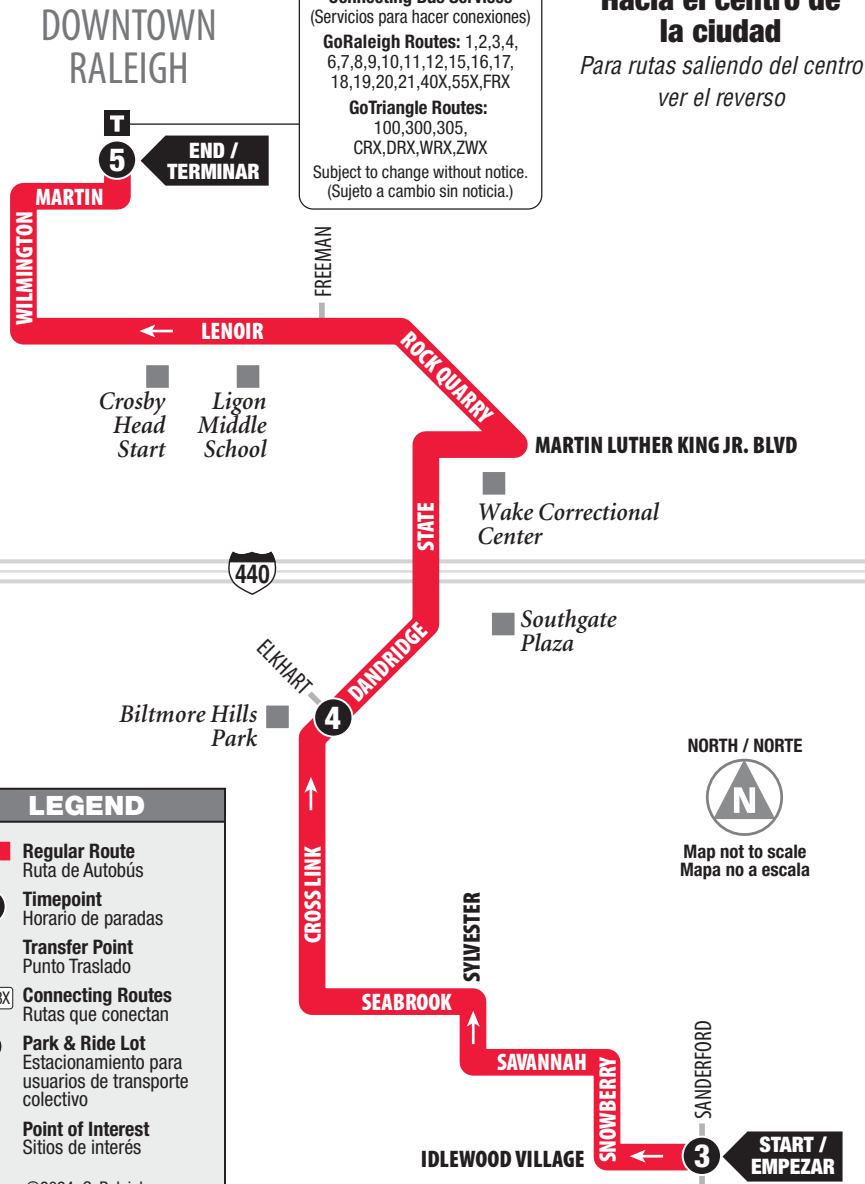 DOWNTOWN
RALEIGH
Connecting Bus Services
(Servicios para hacer conexiones)
GoRaleigh Routes: 1,2,3,4,
6,7,8,9,10,11,12,15,16,17,
18,19,20,21,40X,55X,FRX
GoTriangle Routes:
100,300,305,
CRX,DRX,WRX,ZWX
Subject to change without notice.
(Sujeto a cambio sin noticia.)
Hacia el centro de
la ciudad
Para rutas saliendo del centro
ver el reverso
T
5
END /
TERMINAR
MARTIN
WILMINGTON
FREEMAN
LENOIR
ROCK QUARRY
Crosby
Head
Start
Ligon
Middle
School
MARTIN LUTHER KING JR. BLVD
STATE
Wake Correctional
Center
440
Southgate
Plaza
DANDRIDGE
ELKHART
4
Biltmore Hills
Park
NORTH / NORTE
N
Map not to scale
Mapa no a escala
CROSS LINK
SYLVESTER
SEABROOK
SAVANNAH
SNOWBERRY
SANDERFORD
IDLEWOOD VILLAGE
3
START /
EMPEZAR
LEGEND
Regular Route
Ruta de Autobús
Timepoint
Horario de paradas
Transfer Point
Punto Traslado
Connecting Routes
Rutas que conectan
Park & Ride Lot
Estacionamiento para
usuarios de transporte
colectivo
Point of Interest
Sitios de interés